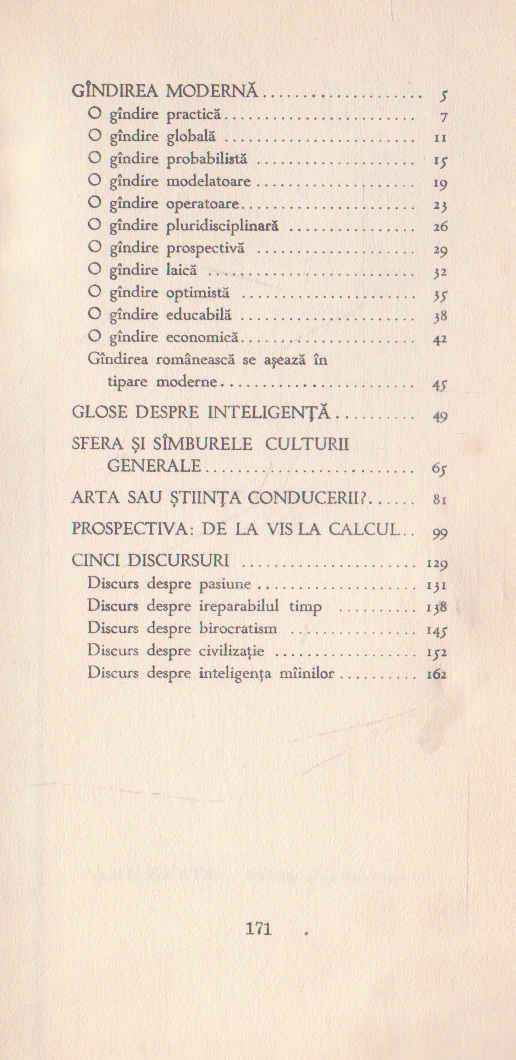 GÎNDIREA MODERNĂ.................... 5
O gîndire practică........................ 7
O gîndire globală ........................ 11
O gîndire probabilistă .................... 15
O gîndire modelatoare .................... 19
O gîndire operatoare...................... 23
O gîndire pluridisciplinară ................ 26
O gîndire prospectivă .................... 29
O gîndire laică .......................... 32
O gîndire optimistă ...................... 35
O gîndire educabilă ...................... 38
O gîndire economică...................... 42
Gîndirea românească se așează în
tipare moderne........................ 45
GLOSE DESPRE INTELIGENȚĂ.......... 49
SFERA ȘI SÎMBURELE CULTURII
GENERALE.......................... 65
ARTA SAU ȘTIINȚA CONDUCERII?...... 81
PROSPECTIVA: DE LA VIS LA CALCUL.. 99
CINCI DISCURSURI ...................... 129
Discurs despre pasiune .................... 131
Discurs despre ireparabilul timp .......... 138
Discurs despre birocratism ................ 145
Discurs despre civilizație .................. 152
Discurs despre inteligența mîinilor .......... 162
171